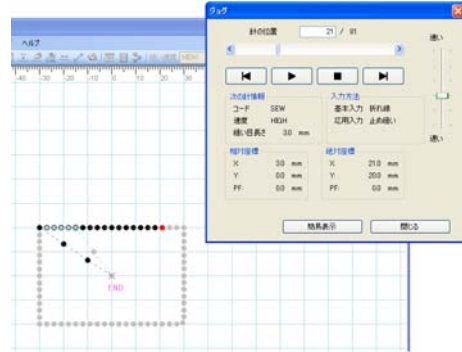 ジョグ
ヘルプ
針の位置 21 / 81
速い
遅い
次の針情報
コード SEW
速度 HIGH
縫い目長さ 3.0 mm
入力方法
基本入力 折れ線
応用入力 止め縫い
相対座標
X: 3.0 mm
Y: 0.0 mm
PF: 0.0 mm
絶対座標
X: 21.0 mm
Y: 20.0 mm
PF: 0.0 mm
簡易表示 閉じる
-40 -30 -20 -10 0 10 20 30 40
END